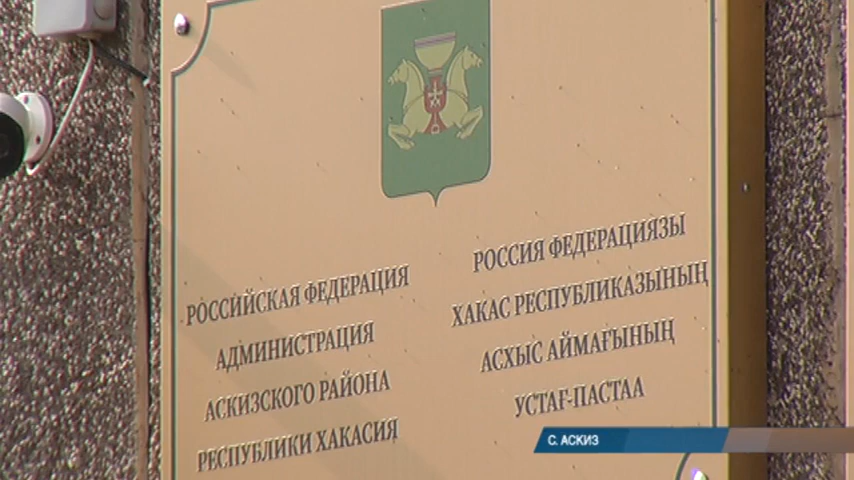 РОССИЙСКАЯ ФЕДЕРАЦИЯ
АДМИНИСТРАЦИЯ
АСКИЗСКОГО РАЙОНА
РЕСПУБЛИКИ ХАКАСИЯ
РОССИЯ ФЕДЕРАЦИЯЗЫ
ХАКАС РЕСПУБЛИКАЗЫНЫҢ
АСХЫС АЙМАҒЫНЫҢ
УСТАҒ-ПАСТАА
С. АСКИЗ